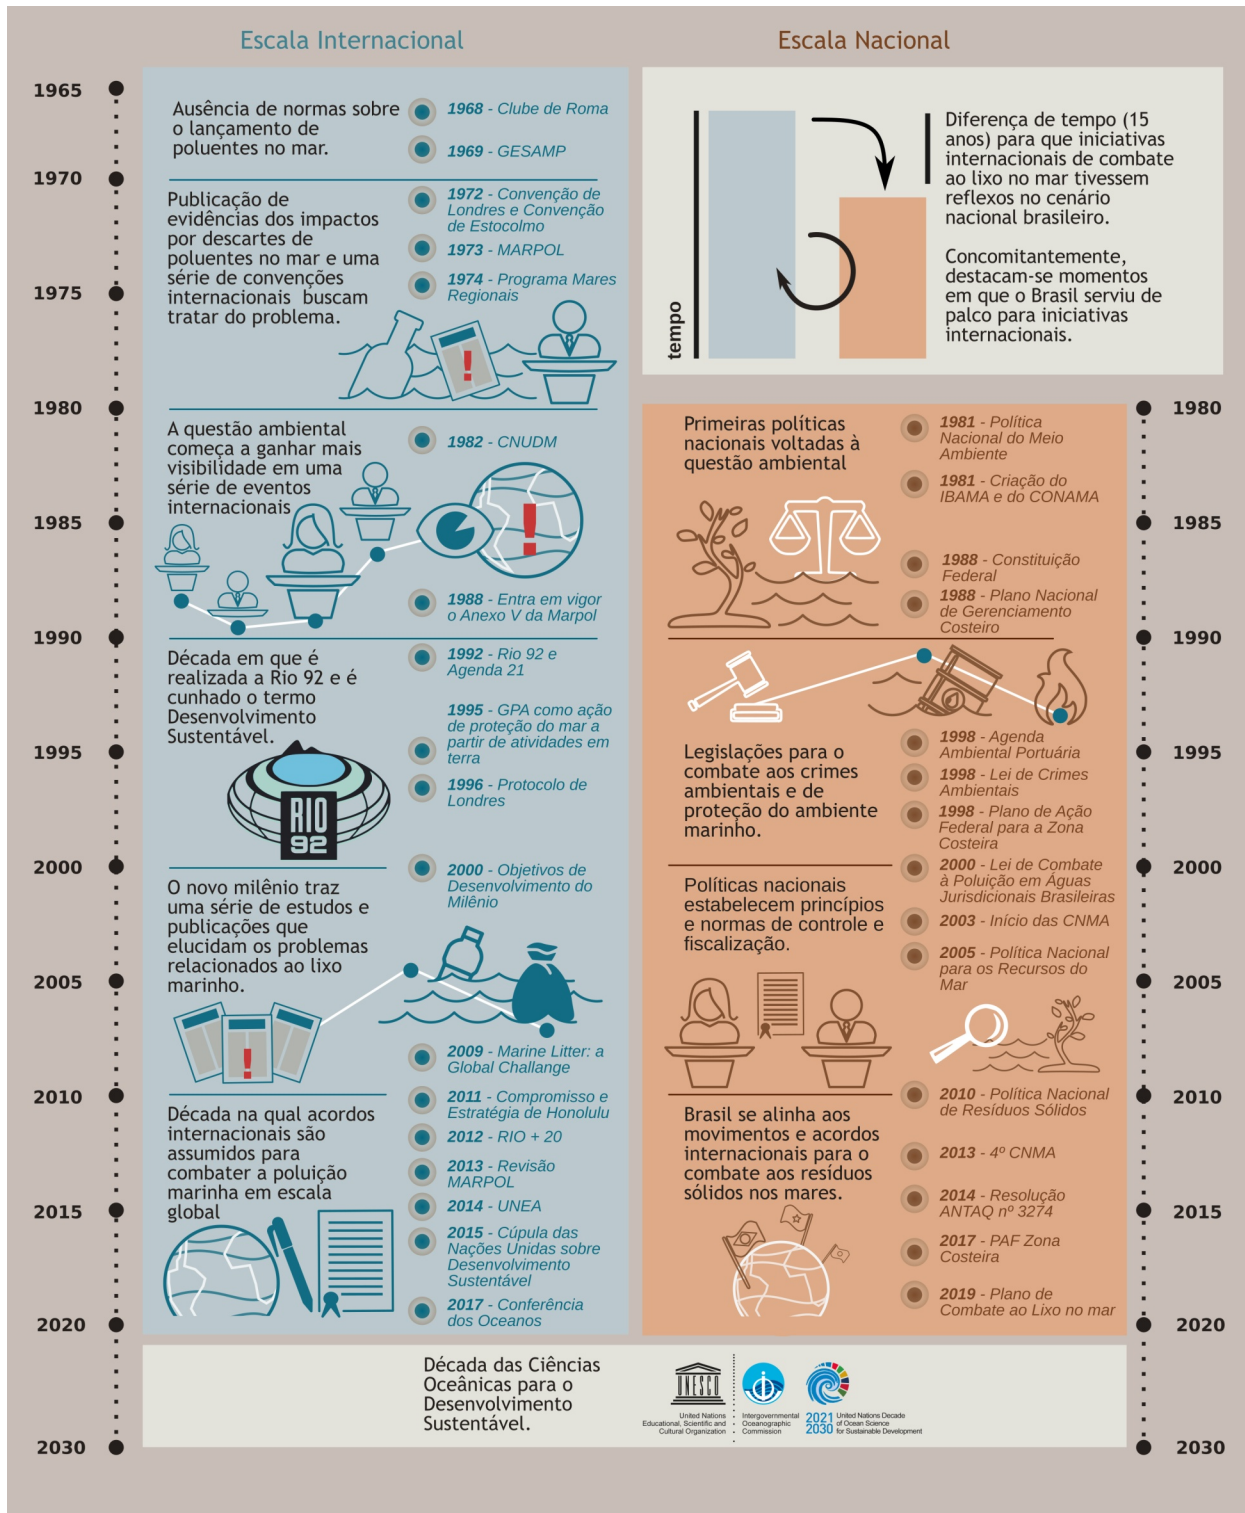 Escala Internacional
Escala Nacional
1965
1970
1975
1980
1985
1990
1995
2000
2005
2010
2015
2020
2030
Ausência de normas sobre
o lançamento de
poluentes no mar.
1968 - Clube de Roma
1969 - GESAMP
Publicação de
evidências dos impactos
por descartes de
poluentes no mar e uma
série de convenções
internacionais buscam
tratar do problema.
1972 - Convenção de
Londres e Convenção
de Estocolmo
1973 - MARPOL
1974 - Programa Mares
Regionais
!
A questão ambiental
começa a ganhar mais
visibilidade em uma
série de eventos
internacionais
1982 - CNUDM
!
1988 - Entra em vigor
o Anexo V da Marpol
Década em que é
realizada a Rio 92 e é
cunhado o termo
Desenvolvimento
Sustentável.
RIO
92
1992 - Rio 92 e
Agenda 21
1995 - GPA como ação
de proteção do mar a
partir de atividades em
terra
1996 - Protocolo de
Londres
O novo milênio traz
uma série de estudos e
publicações que
elucidam os problemas
relacionados ao lixo
marinho.
!
2000 - Objetivos de
Desenvolvimento do
Milênio
2009 - Marine Litter: a
Global Challange
Década na qual acordos
internacionais são
assumidos para
combater a poluição
marinha em escala
global
2011 - Compromisso e
Estratégia de Honolulu
2012 - RIO + 20
2013 - Revisão
MARPOL
2014 - UNEA
2015 - Cúpula das
Nações Unidas sobre
Desenvolvimento
Sustentável
2017 - Conferência
dos Oceanos
tempo
Diferença de tempo (15
anos) para que iniciativas
internacionais de combate
ao lixo no mar tivessem
reflexos no cenário
nacional brasileiro.
Concomitantemente,
destacam-se momentos
em que o Brasil serviu de
palco para iniciativas
internacionais.
Primeiras políticas
nacionais voltadas à
questão ambiental
1981 - Política
Nacional do Meio
Ambiente
1981 - Criação do
IBAMA e do CONAMA
1988 - Constituição
Federal
1988 - Plano Nacional
de Gerenciamento
Costeiro
Legislações para o
combate aos crimes
ambientais e de
proteção do ambiente
marinho.
1998 - Agenda
Ambiental Portuária
1998 - Lei de Crimes
Ambientais
1998 - Plano de Ação
Federal para a Zona
Costeira
Políticas nacionais
estabelecem princípios
e normas de controle e
fiscalização.
2000 - Lei de Combate
à Poluição em Águas
Jurisdicionais Brasileiras
2003 - Início das CNMA
2005 - Política Nacional
para os Recursos do
Mar
Brasil se alinha aos
movimentos e acordos
internacionais para o
combate aos resíduos
sólidos nos mares.
2010 - Política Nacional
de Resíduos Sólidos
2013 - 4º CNMA
2014 - Resolução
ANTAQ nº 3274
2017 - PAF Zona
Costeira
2019 - Plano de
Combate ao Lixo no mar
1980
1985
1990
1995
2000
2005
2010
2015
2020
2030
Década das Ciências
Oceânicas para o
Desenvolvimento
Sustentável.
UNESCO
United Nations
Educational, Scientific and
Cultural Organization
Intergovernmental
Oceanographic
Commission
2021
2030
United Nations Decade
of Ocean Science
for Sustainable Development